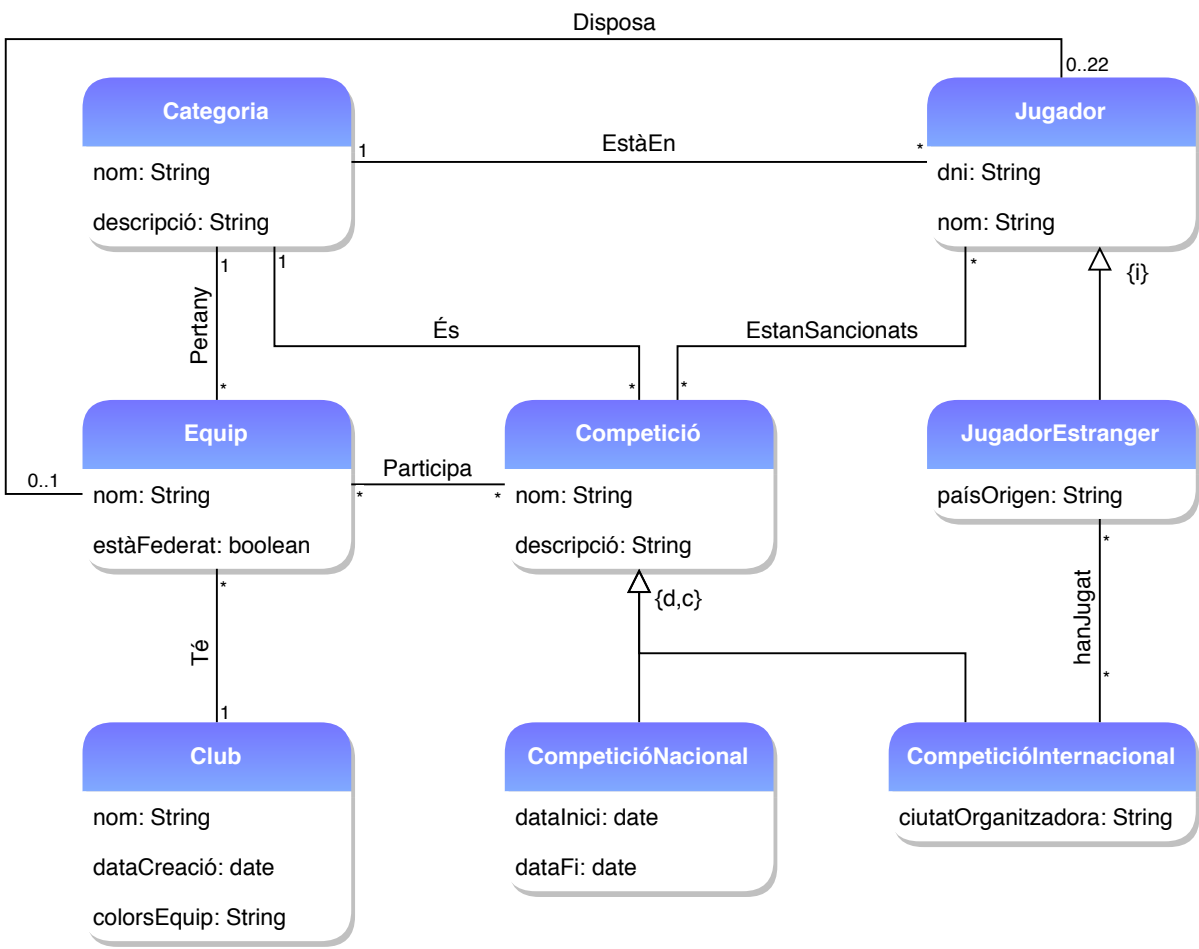 Disposa
0..22
Categoria
nom: String
descripció: String
1
EstàEn
*
Jugador
dni: String
nom: String
1
1
*
{i}
Pertany
És
EstanSancionats
*
*
*
Equip
nom: String
estàFederat: boolean
0..1
Participa
*
*
Competició
nom: String
descripció: String
JugadorEstranger
paísOrigen: String
*
{d,c}
*
Té
hanJugat
1
*
Club
nom: String
dataCreació: date
colorsEquip: String
CompeticióNacional
dataInici: date
dataFi: date
CompeticióInternacional
ciutatOrganitzadora: String